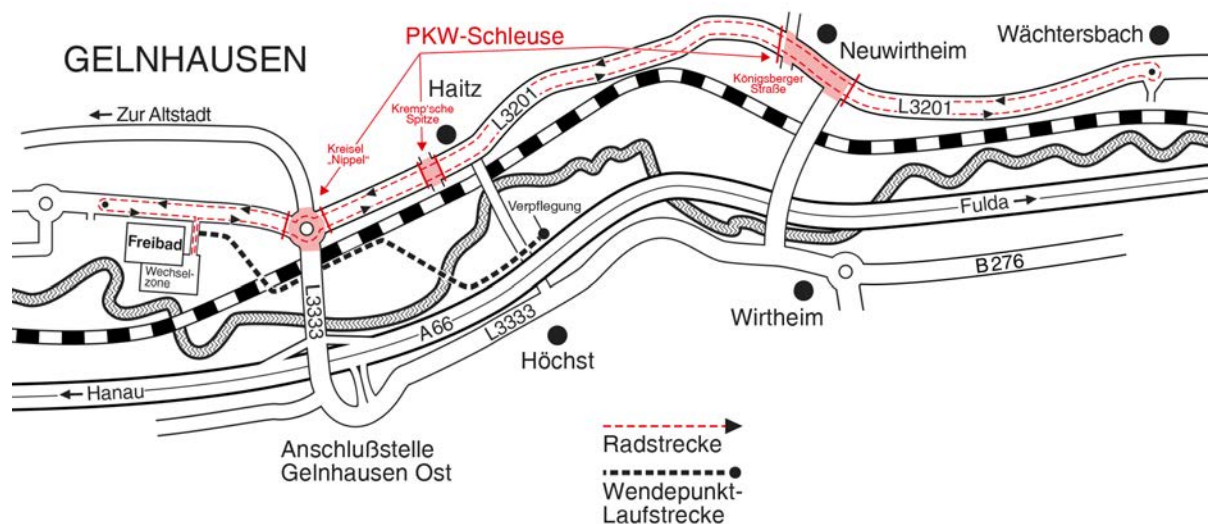 GELNHAUSEN
PKW-Schleuse
Neuwirtheim
Wächtersbach
Haitz
Königsberger
Straße
Kremp'sche
Spitze
L3201
L3201
Zur Altstadt
Kreisel
„Nippel"
Verpflegung
Fulda
Freibad
Wechsel-
zone
B276
L3333
A66
L3333
Wirtheim
Höchst
Hanau
Anschlußstelle
Gelnhausen Ost
Radstrecke
Wendepunkt-
Laufstrecke